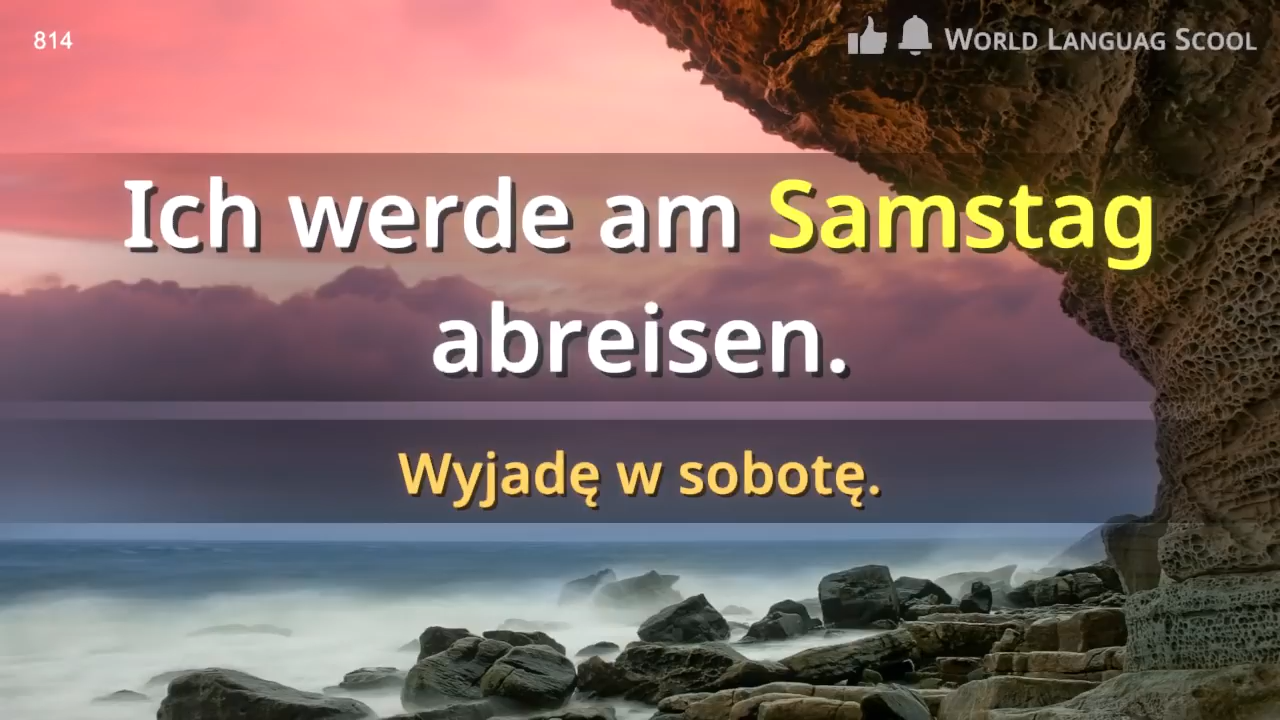 814
World Languag Scool
Ich werde am Samstag
abreisen.
Wyjadę w sobotę.